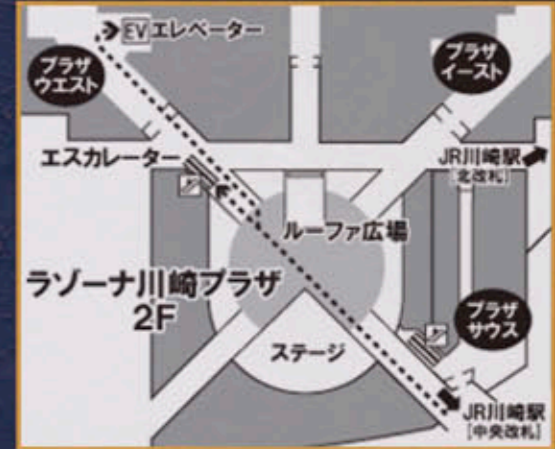 EV エレベーター
プラザ
ウエスト
プラザ
イースト
エスカレーター
JR川崎駅
[北改札]
ルーファ広場
ラゾーナ川崎プラザ
2F
プラザ
サウス
ステージ
JR川崎駅
[中央改札]